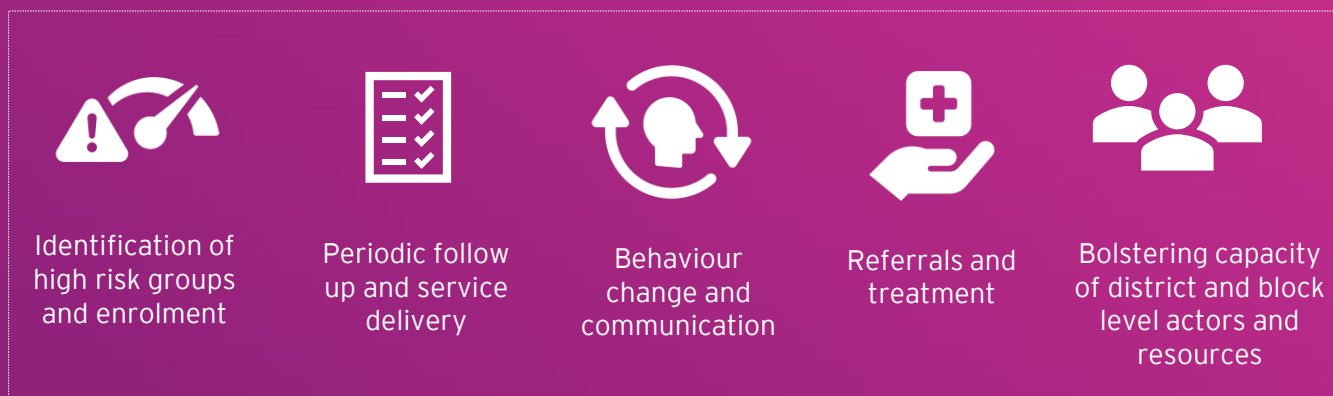 Identification of
high risk groups
and enrolment
Periodic follow
up and service
delivery
Behaviour
change and
communication
Referrals and
treatment
Bolstering capacity
of district and block
level actors and
resources